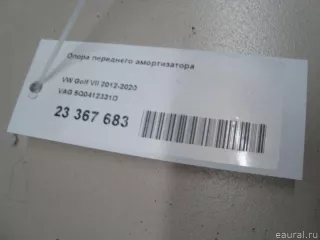 Опора переднего амортизатора
VW Golf VII 2012-2020
VAG 5Q0412331D
23 367 683
eaural.ru/